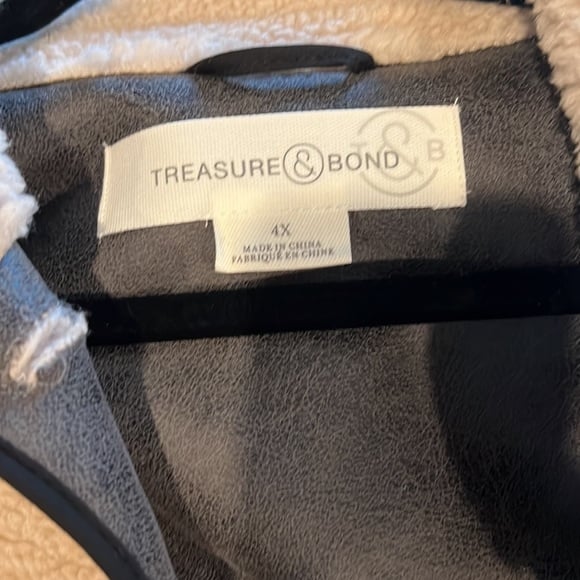 TREASURE & BOND
T & B
4X
MADE IN CHINA
FABRIQUÉ EN CHINE